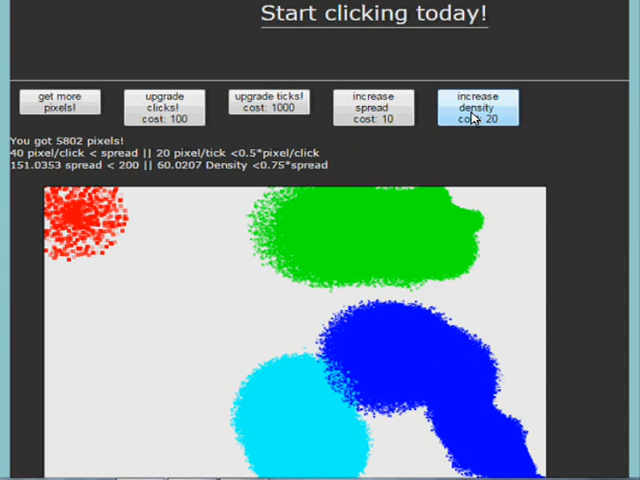 Start clicking today!
get more pixels!
upgrade clicks! cost: 100
upgrade ticks! cost: 1000
increase spread cost: 10
increase density cost: 20
You got 5802 pixels!
40 pixel/click < spread || 20 pixel/tick <0.5*pixel/click
151.0353 spread < 200 || 60.0207 Density <0.75*spread